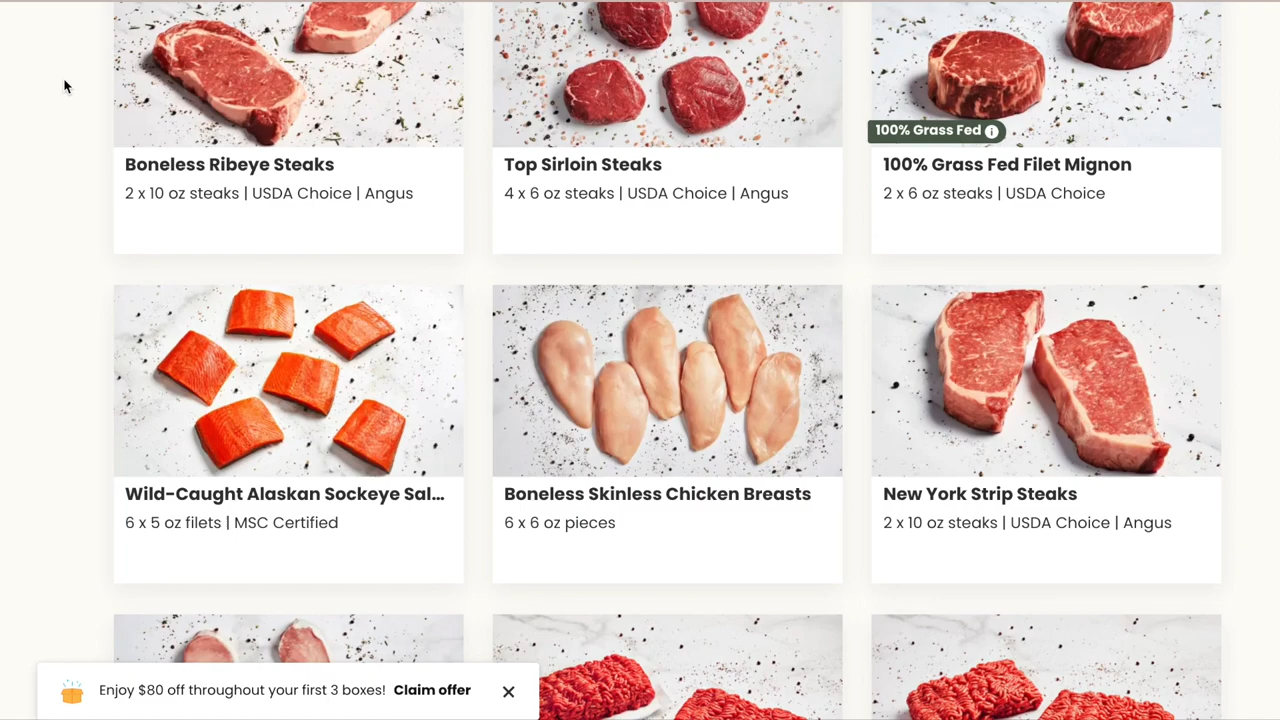 100% Grass Fed
Boneless Ribeye Steaks
2 x 10 oz steaks | USDA Choice | Angus
Top Sirloin Steaks
4 x 6 oz steaks | USDA Choice | Angus
100% Grass Fed Filet Mignon
2 x 6 oz steaks | USDA Choice
Wild-Caught Alaskan Sockeye Sal...
6 x 5 oz filets | MSC Certified
Boneless Skinless Chicken Breasts
6 x 6 oz pieces
New York Strip Steaks
2 x 10 oz steaks | USDA Choice | Angus
Enjoy $80 off throughout your first 3 boxes! Claim offer